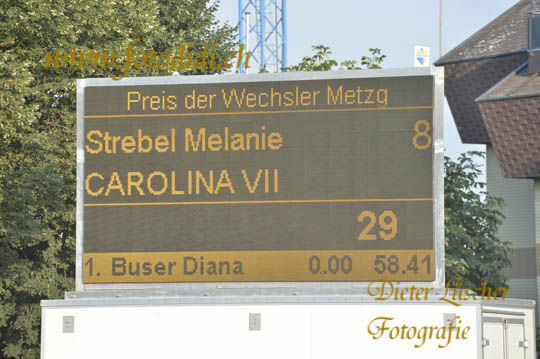 www.fotodidi.ch
Preis der Wechsler Metzg
Strebel Melanie 8
CAROLINA VII
29
1. Buser Diana 0.00 58.41
Dieter Lüscher
Fotografie